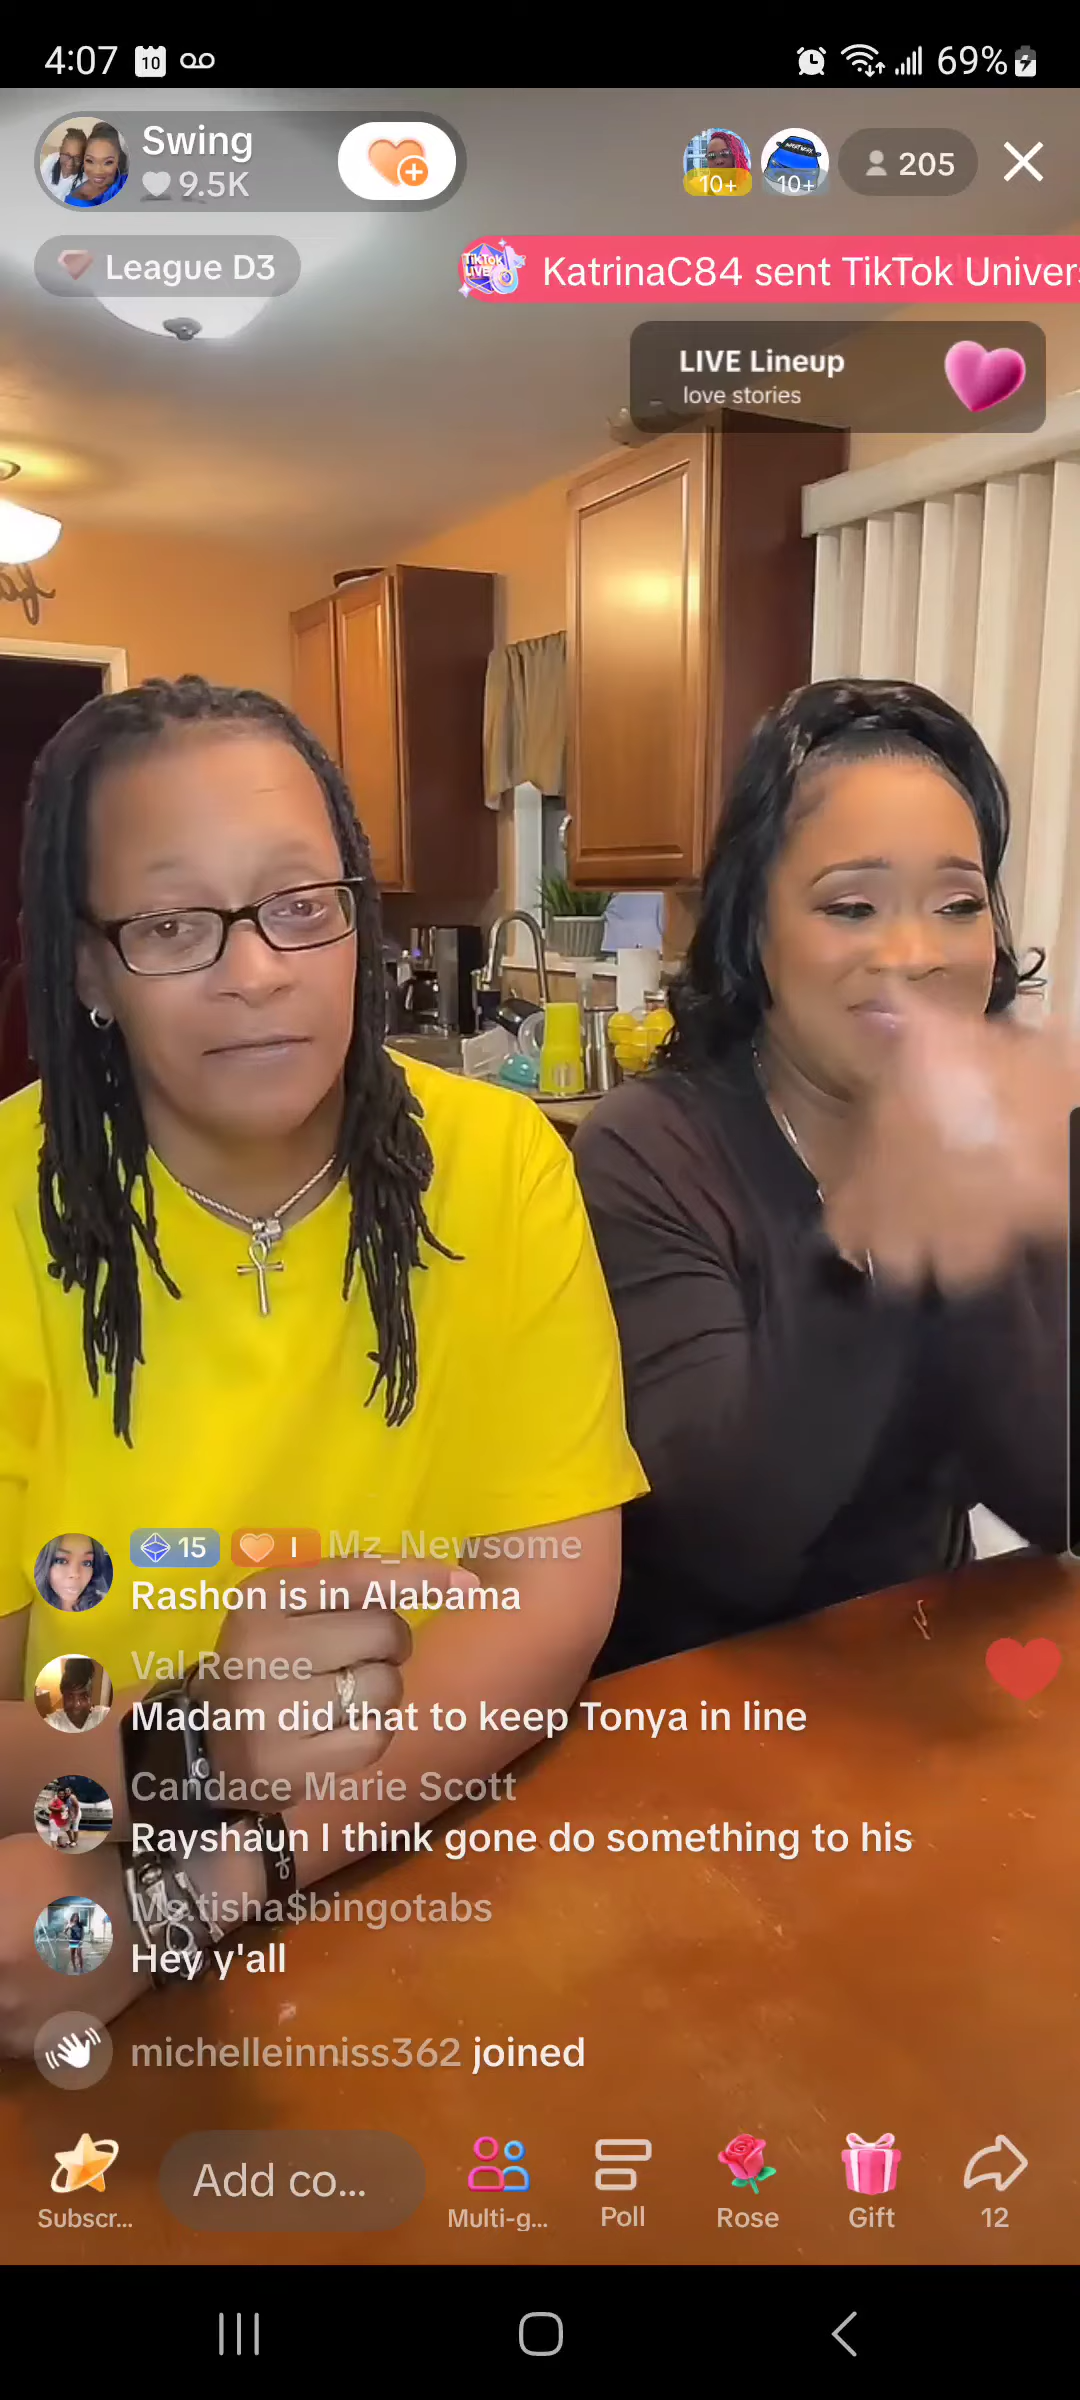 4:07 10 69%
Swing
9.5K
10+ 10+ 205
League D3
TikTok LIVE KatrinaC84 sent TikTok Univers
LIVE Lineup
love stories
15 I Mz_Newsome
Rashon is in Alabama
Val Renee
Madam did that to keep Tonya in line
Candace Marie Scott
Rayshaun I think gone do something to his
Ms.tisha$bingotabs
Hey y'all
michelleinniss362 joined
Add co...
Subscr... Multi-g... Poll Rose Gift 12